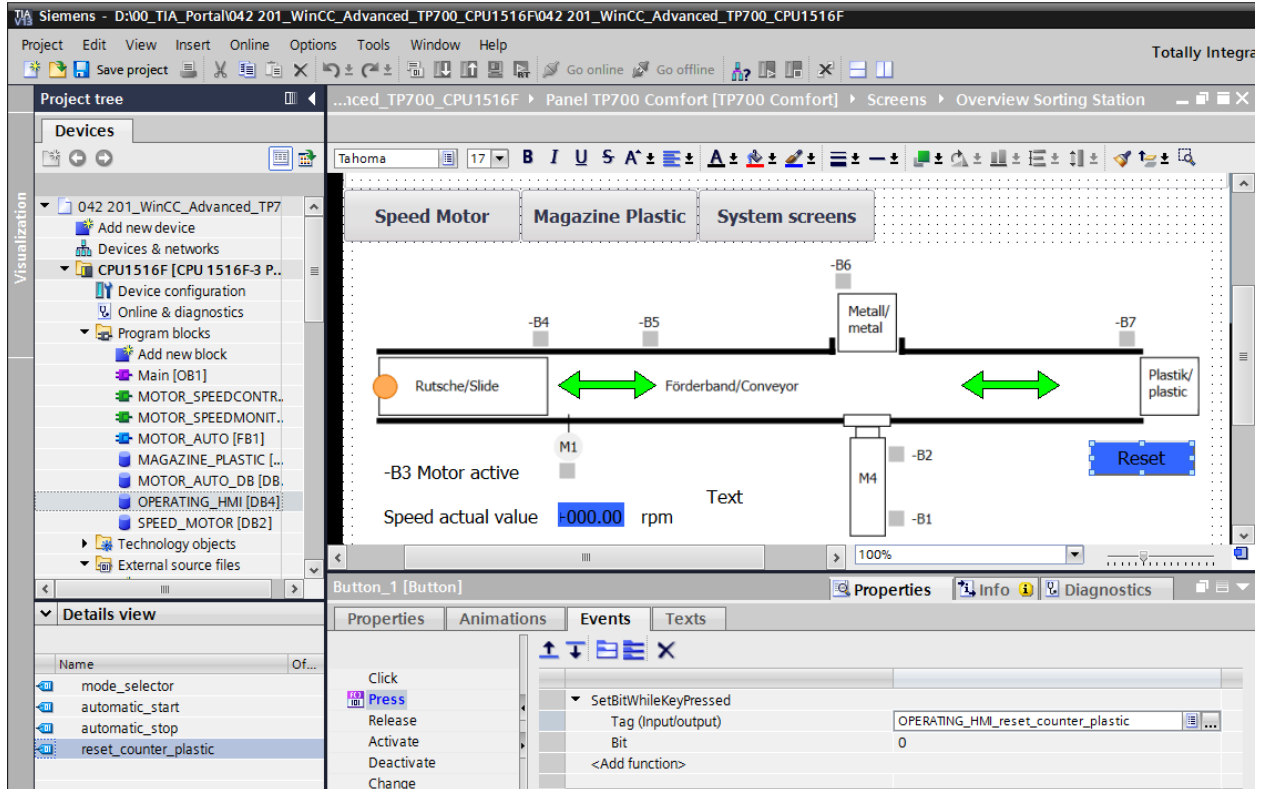 TIA V13 Siemens - D:\00_TIA_Portal\042 201_WinCC_Advanced_TP700_CPU1516F\042 201_WinCC_Advanced_TP700_CPU1516F
Project Edit View Insert Online Options Tools Window Help
Totally Integra
Save project RT Go online Go offline
Project tree
...nced_TP700_CPU1516F Panel TP700 Comfort [TP700 Comfort] Screens Overview Sorting Station
Devices
Tahoma 17 B I U S A A
Visualization
042 201_WinCC_Advanced_TP7
Add new device
Devices & networks
CPU1516F [CPU 1516F-3 P..
Device configuration
Online & diagnostics
Program blocks
Add new block
Main [OB1]
MOTOR_SPEEDCONTR..
MOTOR_SPEEDMONIT..
MOTOR_AUTO [FB1]
MAGAZINE_PLASTIC [...
MOTOR_AUTO_DB [DB.
OPERATING_HMI [DB4]
SPEED_MOTOR [DB2]
Technology objects
External source files
Speed Motor Magazine Plastic System screens
-B6
Metall/
metal
-B4 -B5 -B7
Rutsche/Slide Förderband/Conveyor
Plastik/
plastic
M1
-B3 Motor active
M4
-B2
Reset
Text
Speed actual value +000.00 rpm
-B1
100%
Button_1 [Button] Properties Info Diagnostics
Properties Animations Events Texts
Details view
Name Of...
mode_selector
automatic_start
automatic_stop
reset_counter_plastic
Click
Press
Release
Activate
Deactivate
Change
SetBitWhileKeyPressed
Tag (Input/output) OPERATING_HMI_reset_counter_plastic
Bit 0
<Add function>